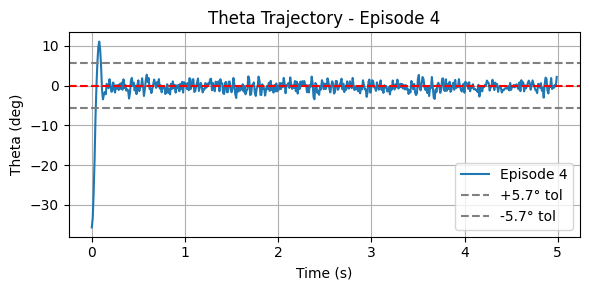 Theta Trajectory - Episode 4
Theta (deg)
10
0
−10
−20
−30
0
1
2
3
4
5
Time (s)
Episode 4
+5.7° tol
-5.7° tol